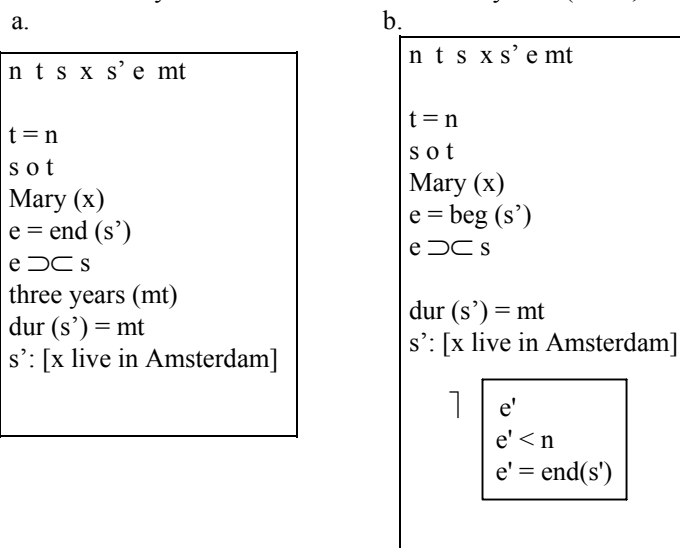 a.
n t s x s’ e mt
t = n
s o t
Mary (x)
e = end (s’)
e ⊃⊂ s
three years (mt)
dur (s’) = mt
s’: [x live in Amsterdam]
b.
n t s x s’ e mt
t = n
s o t
Mary (x)
e = beg (s’)
e ⊃⊂ s
dur (s’) = mt
s’: [x live in Amsterdam]
⌉
e'
e' < n
e' = end(s')